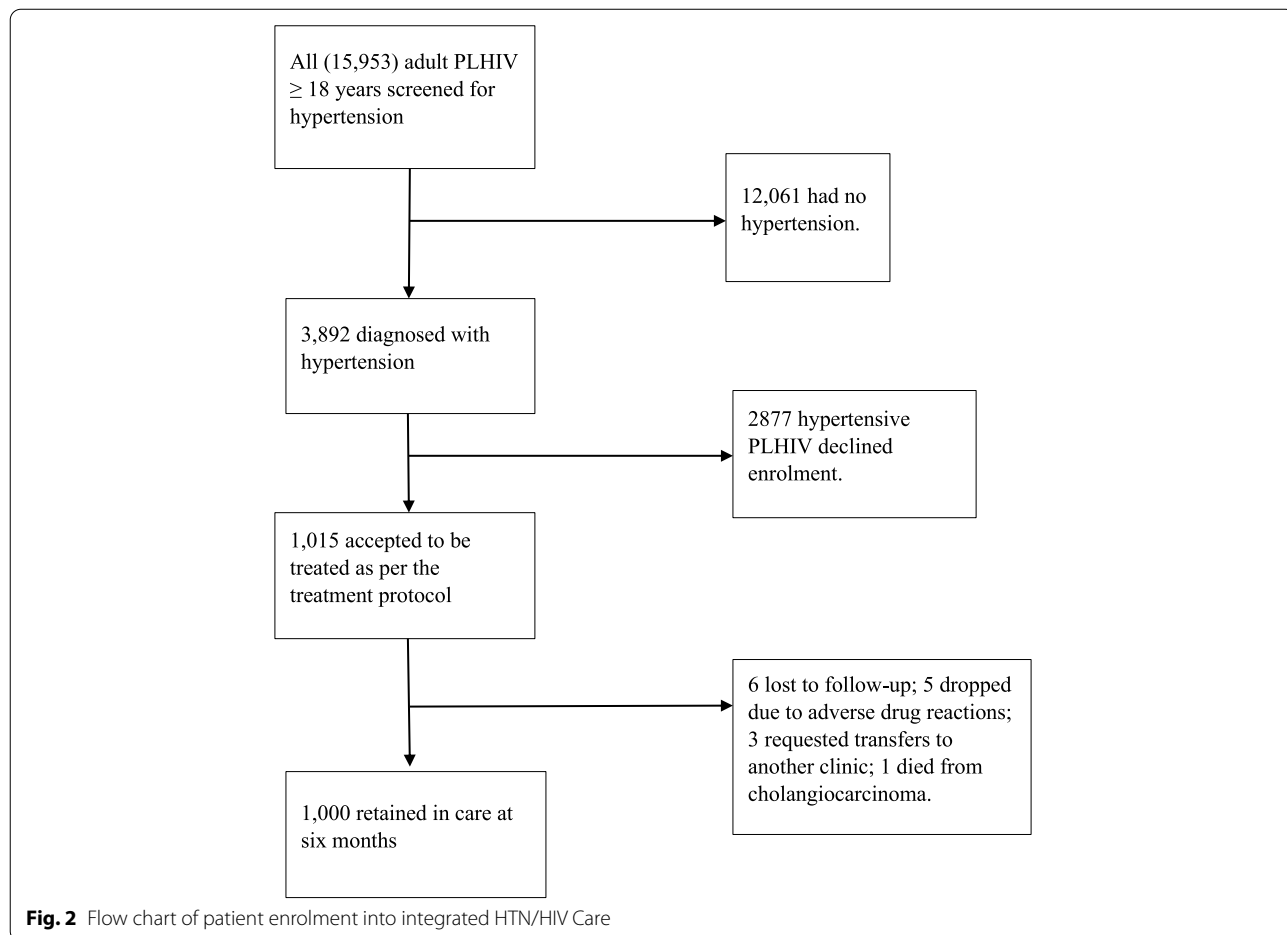 All (15,953) adult PLHIV
≥ 18 years screened for
hypertension
12,061 had no
hypertension.
3,892 diagnosed with
hypertension
2877 hypertensive
PLHIV declined
enrolment.
1,015 accepted to be
treated as per the
treatment protocol
6 lost to follow-up; 5 dropped
due to adverse drug reactions;
3 requested transfers to
another clinic; 1 died from
cholangiocarcinoma.
1,000 retained in care at
six months
Fig. 2 Flow chart of patient enrolment into integrated HTN/HIV Care